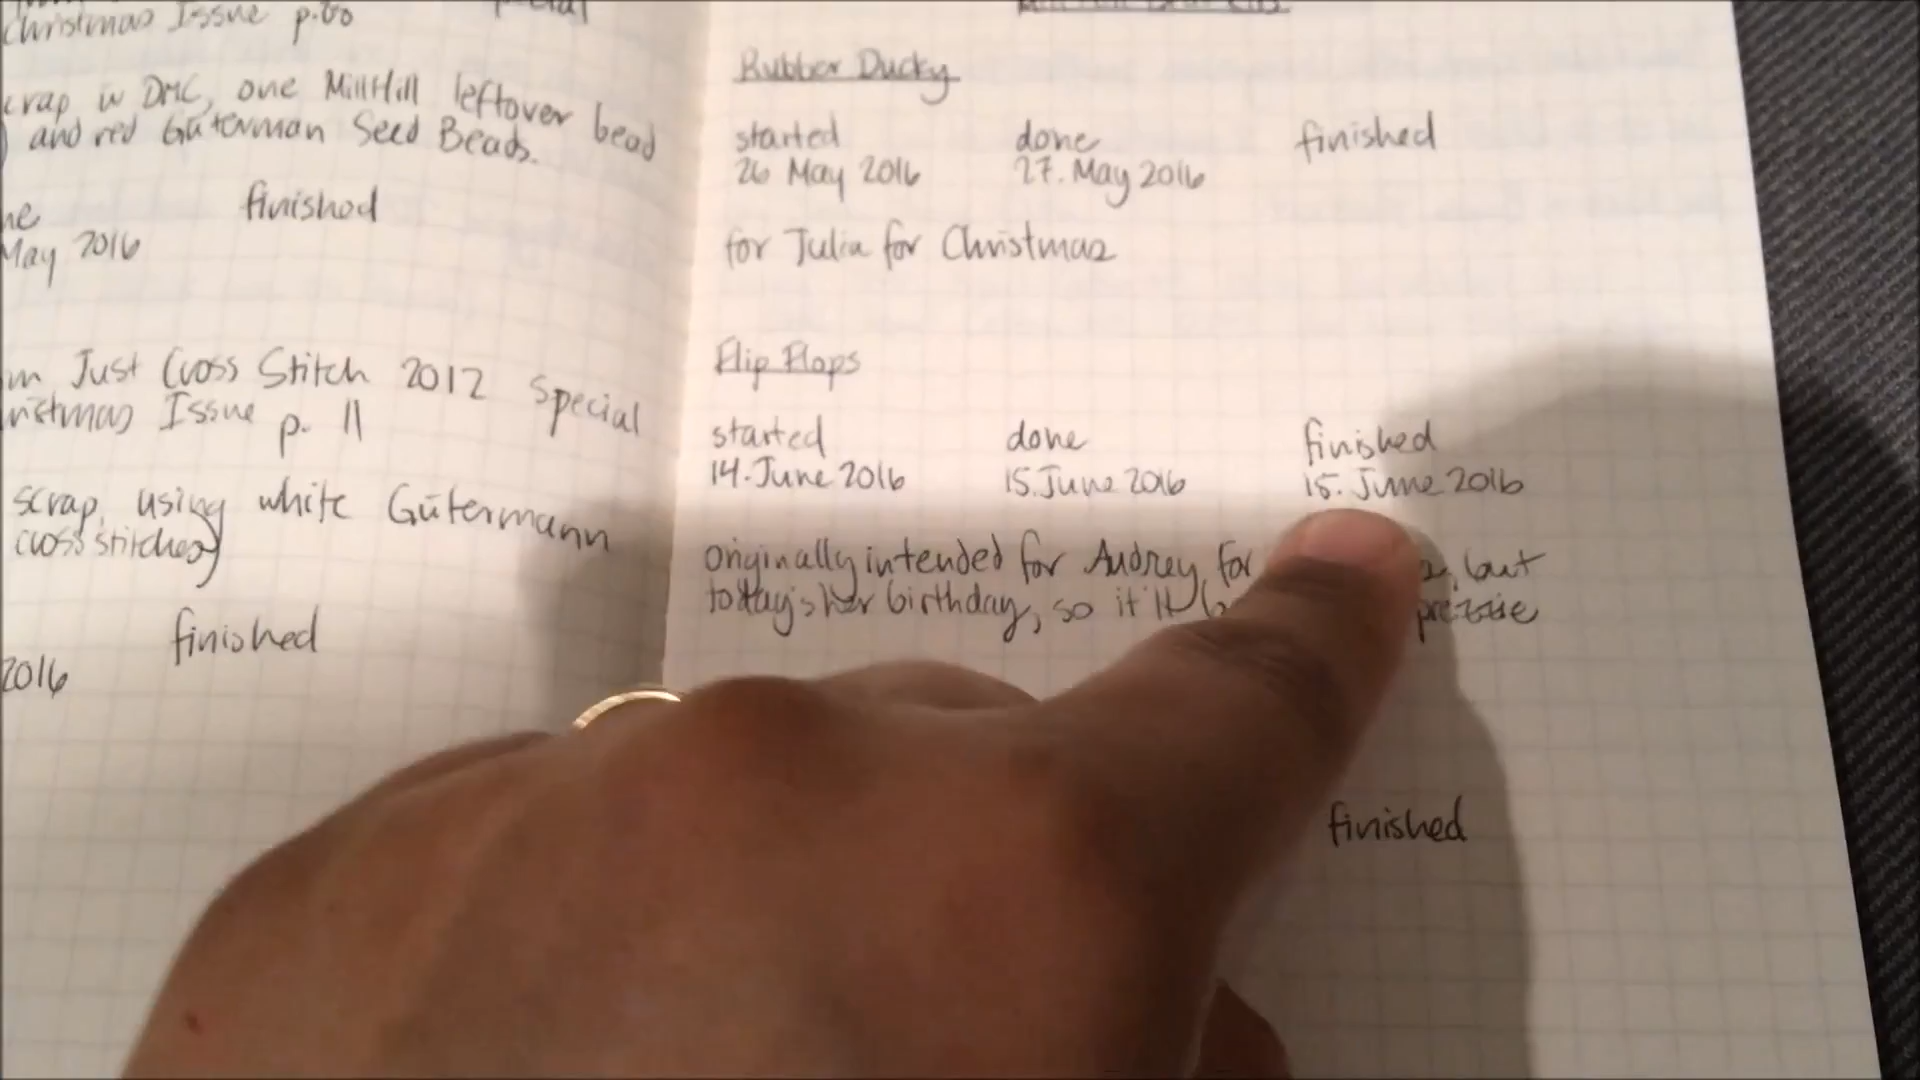 Christmas Issue p.60
crap w DMC, one MillHill leftover bead
) and red Gütterman Seed Beads.
finished
May 2016
Just Cross Stitch 2012 Special
Issue p. 11
scrap, using white Gütermann
cross stitches)
finished
2016
Rubber Ducky
started done finished
26 May 2016 27. May 2016
for Julia for Christmas
Flip Flops
started done finished
14. June 2016 15. June 2016 15. June 2016
originally intended for Audrey for but
today's her birthday, so it'll
finished